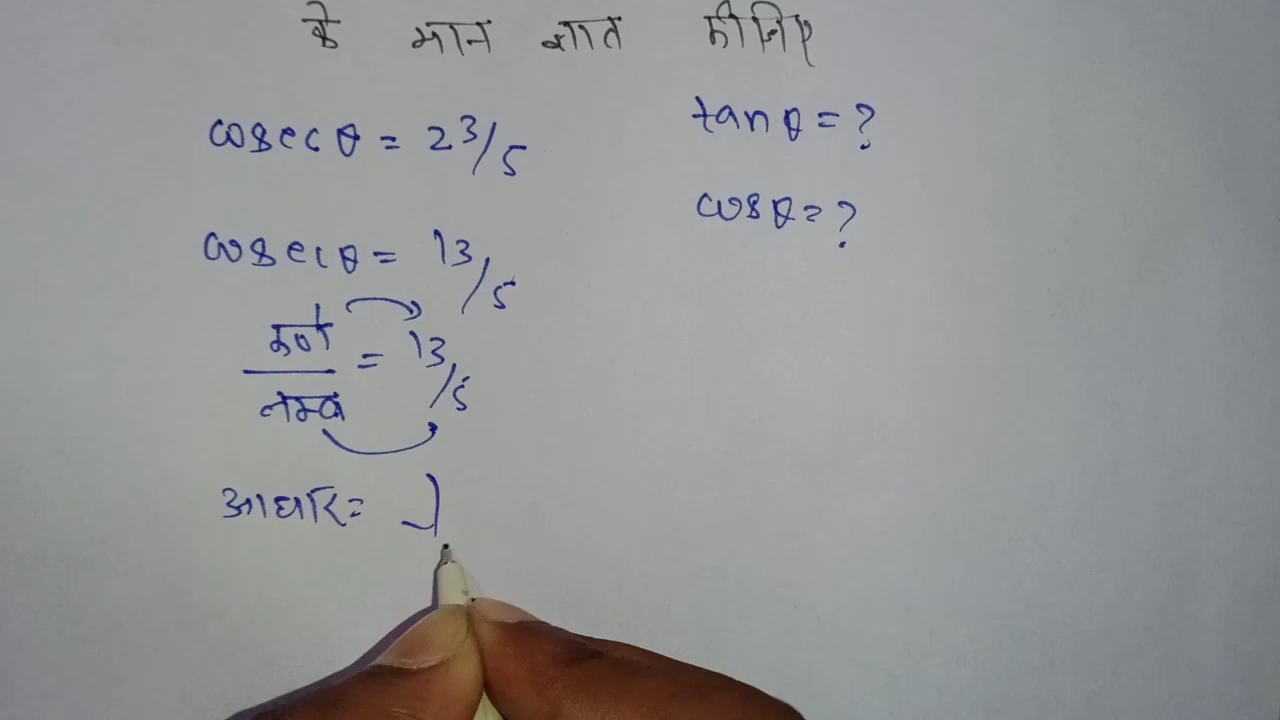 के मान ज्ञात कीजिए
cosec θ = 2 3/5
tan θ = ?
cos θ = ?
cosec θ = 13/5
कर्ण/लम्ब = 13/5
आधार =